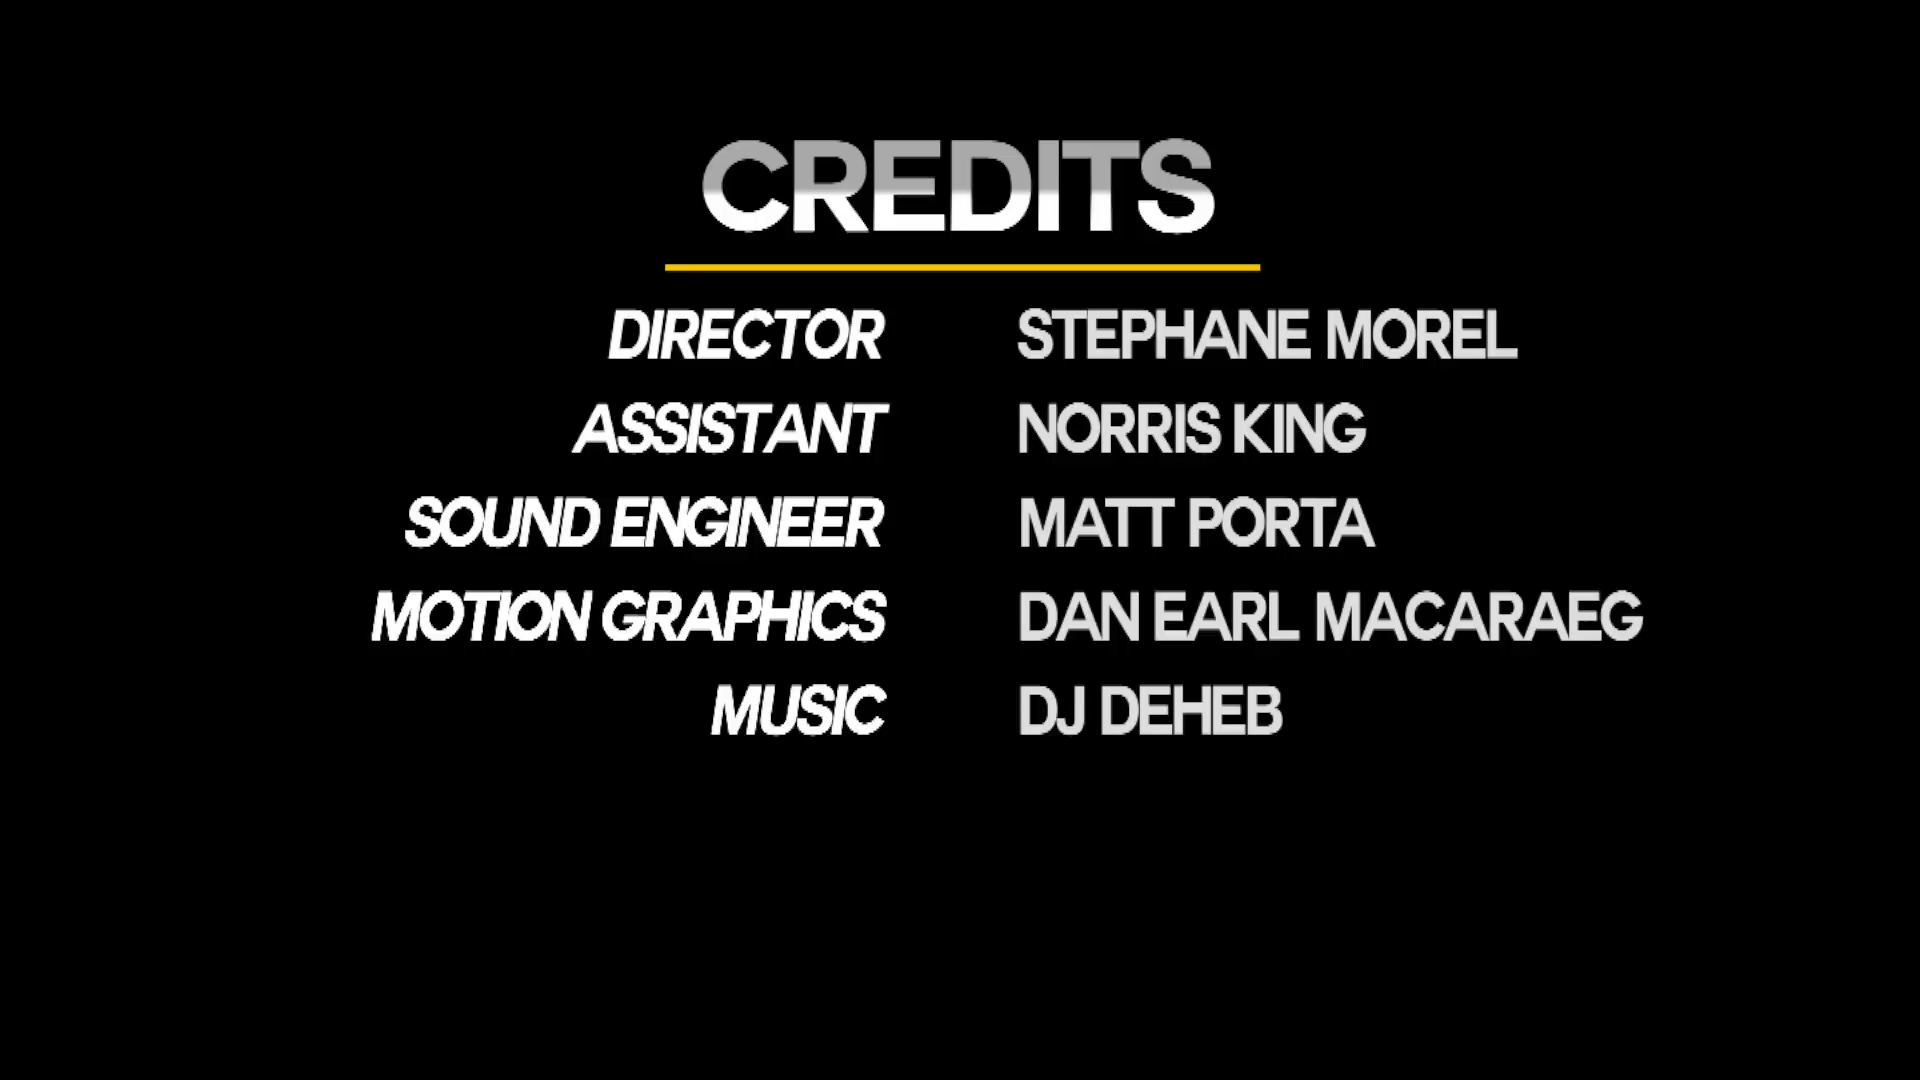 CREDITS
DIRECTOR STEPHANE MOREL
ASSISTANT NORRIS KING
SOUND ENGINEER MATT PORTA
MOTION GRAPHICS DAN EARL MACARAEG
MUSIC DJ DEHEB